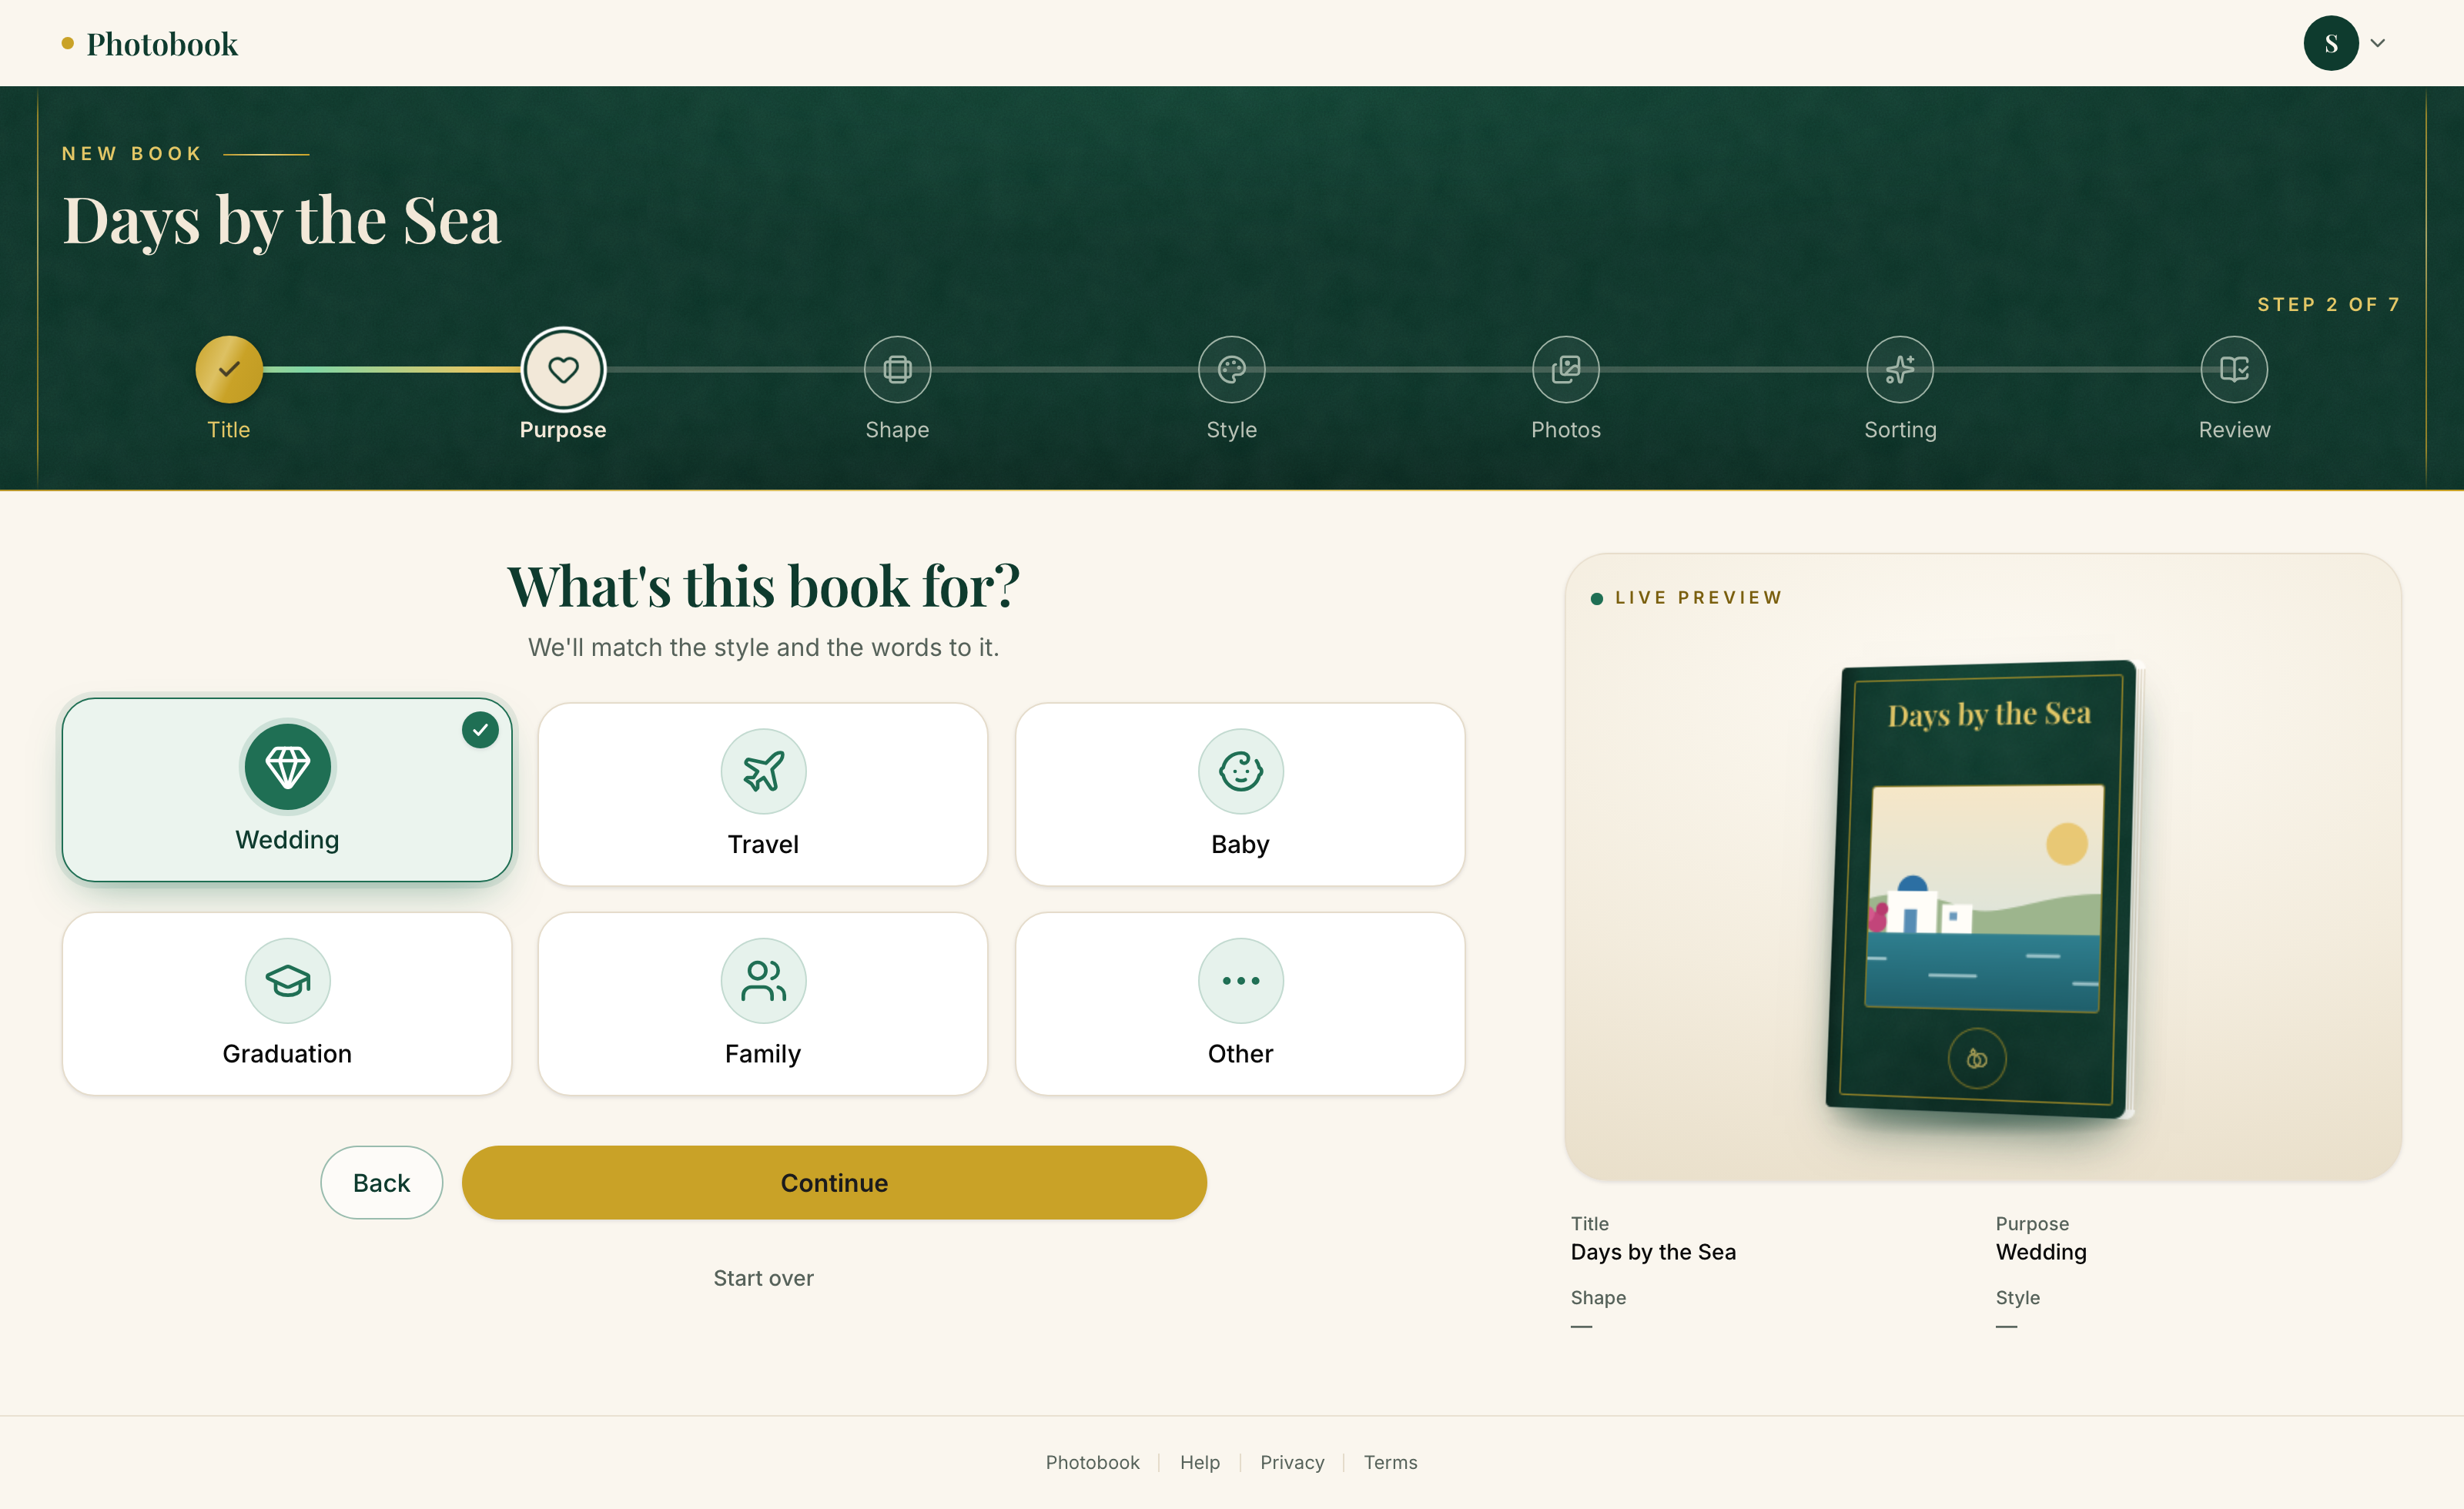 Photobook
S
NEW BOOK
Days by the Sea
STEP 2 OF 7
Title
Purpose
Shape
Style
Photos
Sorting
Review
What's this book for?
We'll match the style and the words to it.
Wedding
Travel
Baby
Graduation
Family
Other
Back
Continue
Start over
LIVE PREVIEW
Days by the Sea
Title
Days by the Sea
Purpose
Wedding
Shape
—
Style
—
Photobook
Help
Privacy
Terms